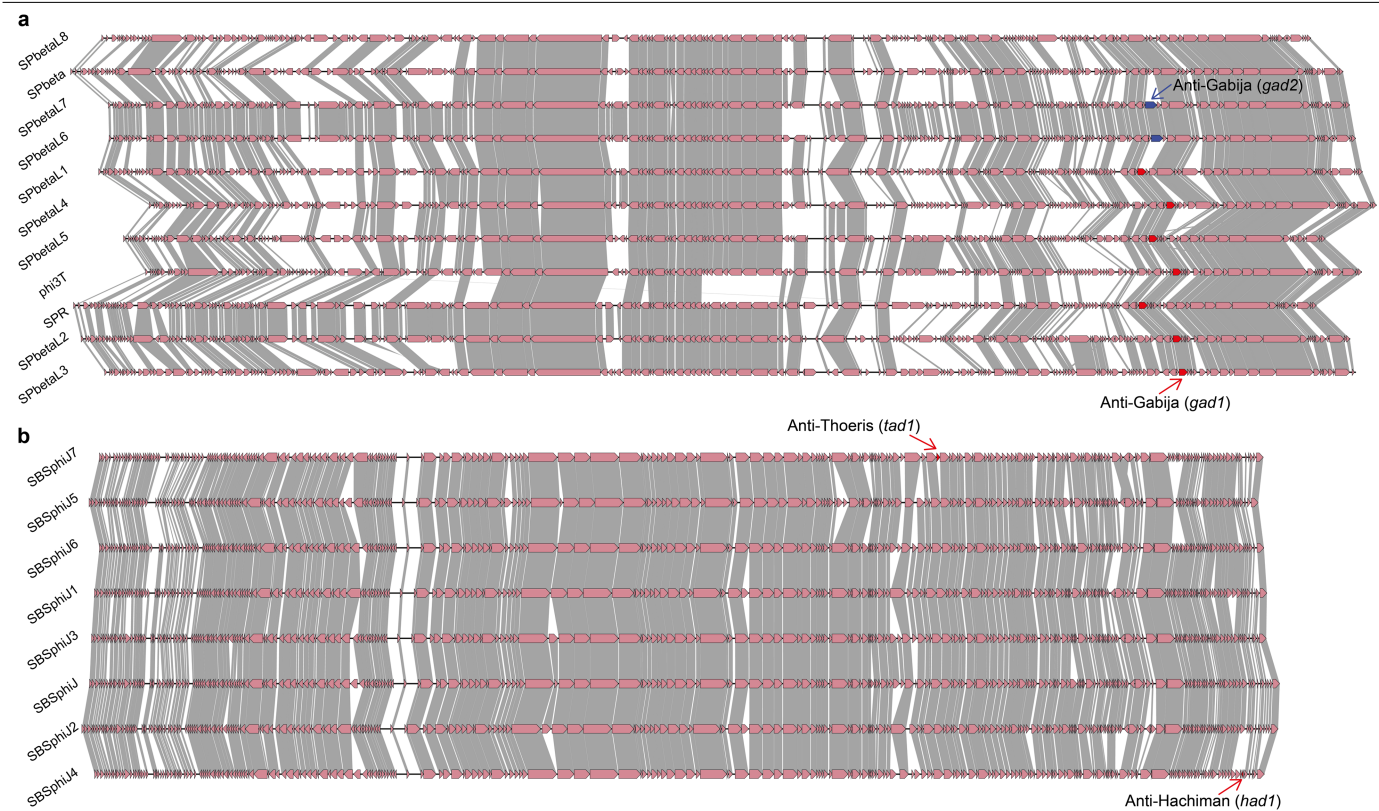 a
SPbetaL8
SPbeta
Anti-Gabija (gad2)
SPbetaL7
SPbetaL6
SPbetaL1
SPbetaL4
SPbetaL5
phi3T
SPR
SPbetaL2
SPbetaL3
Anti-Gabija (gad1)
b
Anti-Thoeris (tad1)
SBSphiJ7
SBSphiJ5
SBSphiJ6
SBSphiJ1
SBSphiJ3
SBSphiJ
SBSphiJ2
SBSphiJ4
Anti-Hachiman (had1)